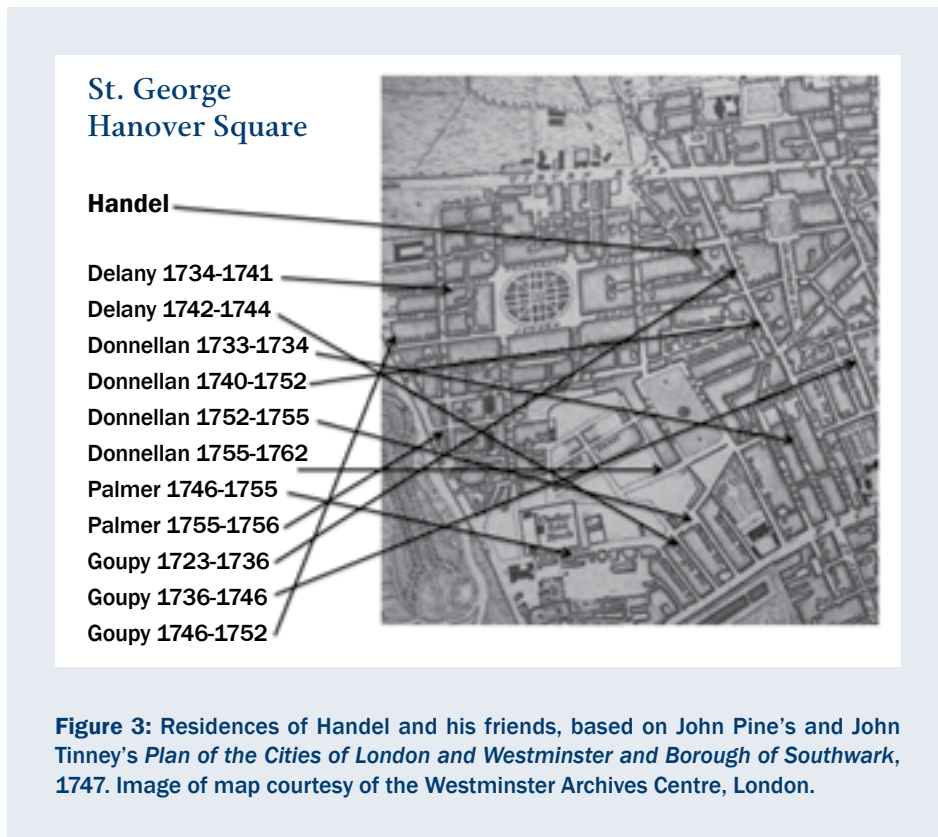 St. George
Hanover Square
Handel
Delany 1734-1741
Delany 1742-1744
Donnellan 1733-1734
Donnellan 1740-1752
Donnellan 1752-1755
Donnellan 1755-1762
Palmer 1746-1755
Palmer 1755-1756
Goupy 1723-1736
Goupy 1736-1746
Goupy 1746-1752
Figure 3: Residences of Handel and his friends, based on John Pine’s and John
Tinney’s Plan of the Cities of London and Westminster and Borough of Southwark,
1747. Image of map courtesy of the Westminster Archives Centre, London.